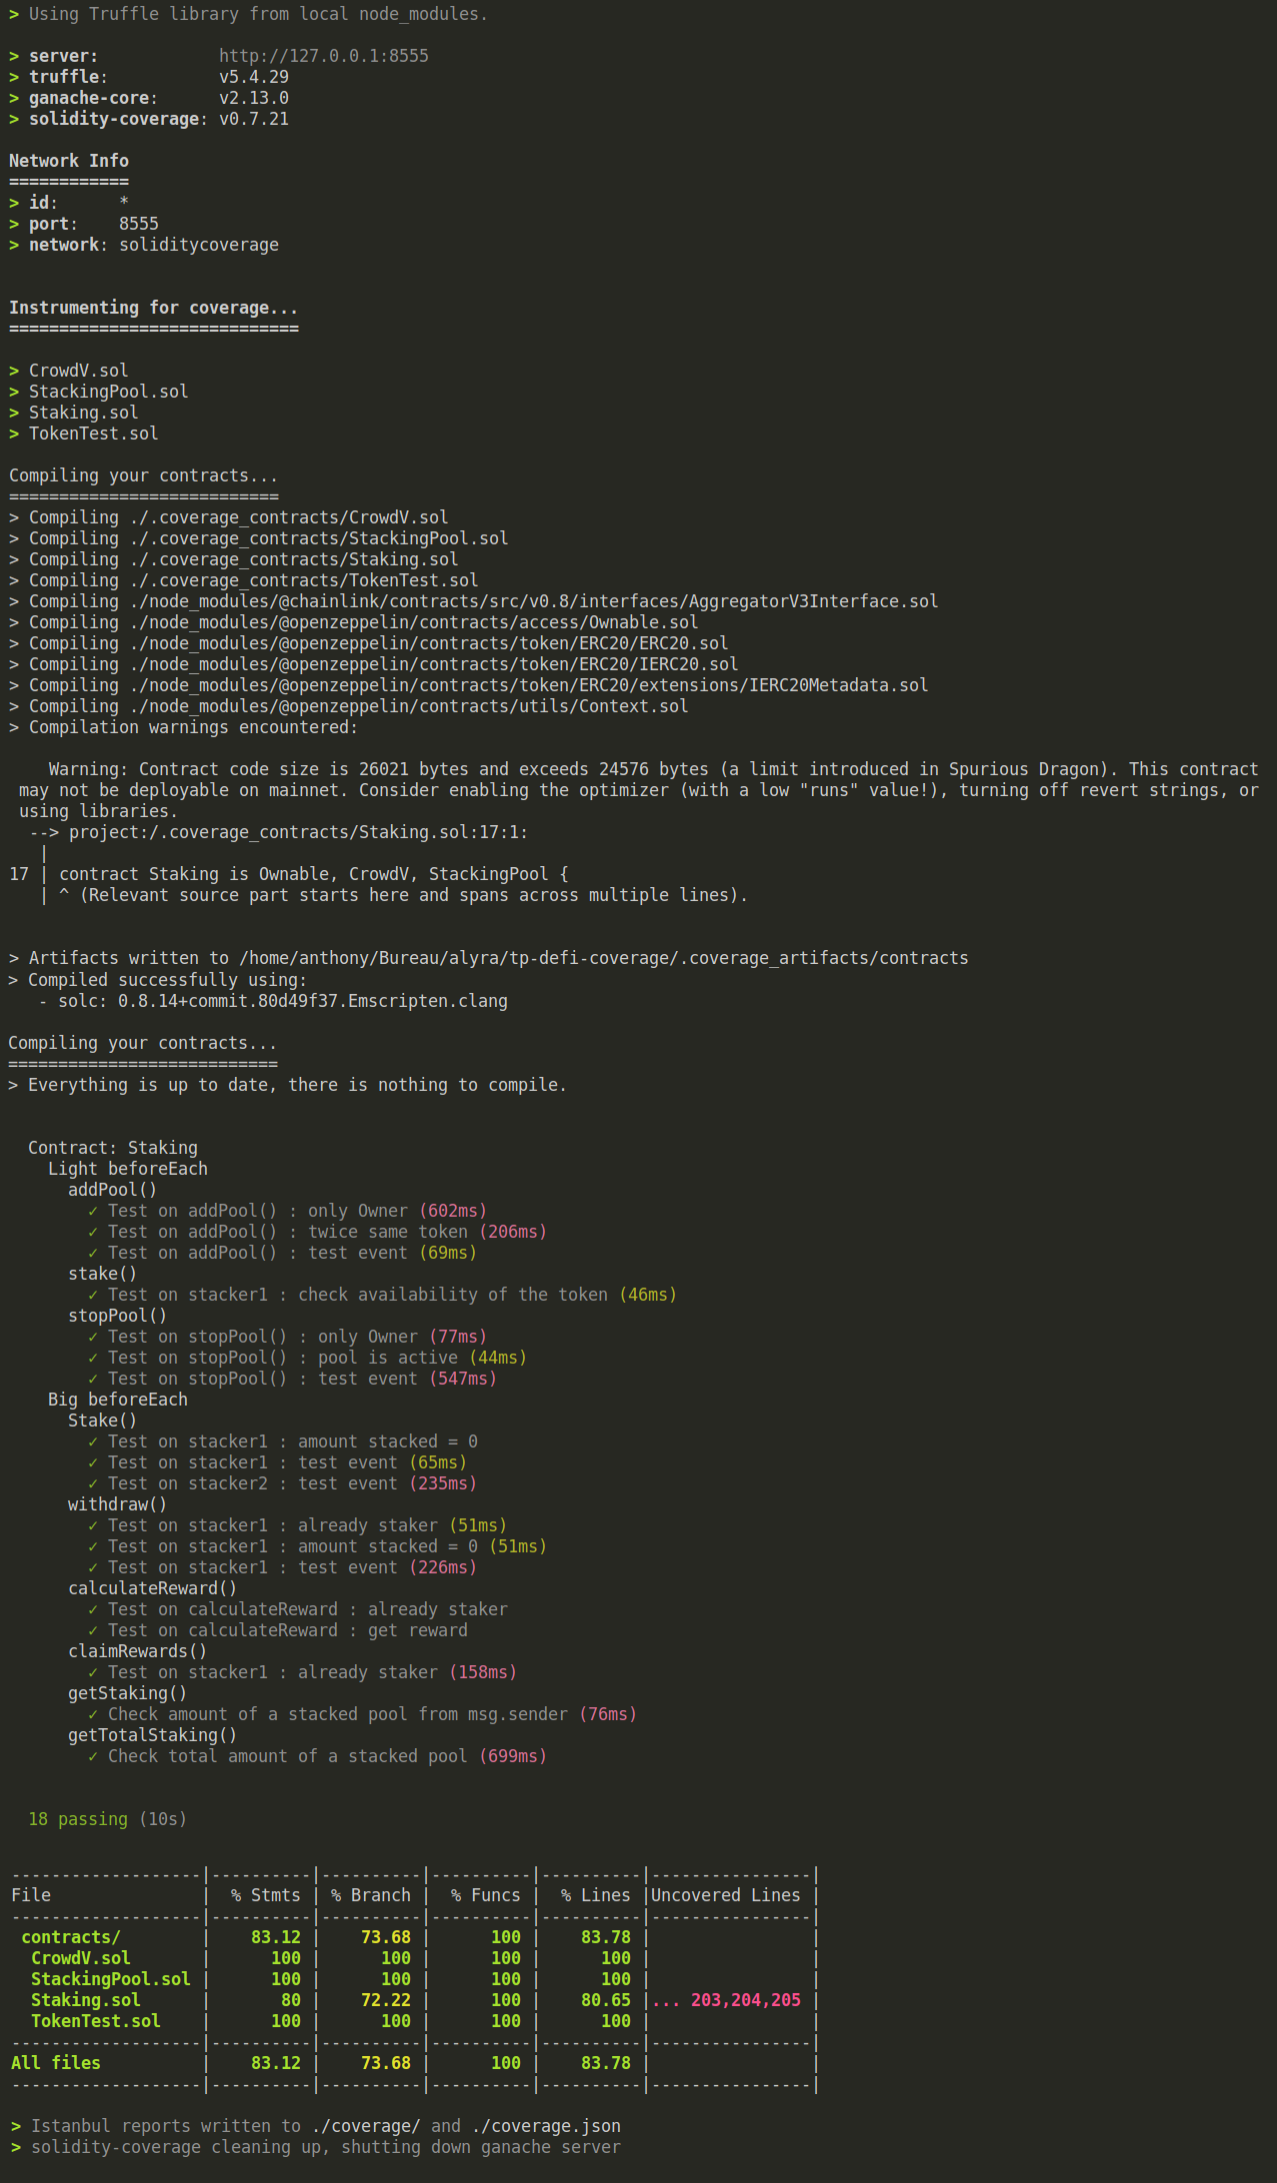 > Using Truffle library from local node_modules.
> server:            http://127.0.0.1:8555
> truffle:           v5.4.29
> ganache-core:      v2.13.0
> solidity-coverage: v0.7.21
Network Info
============
> id:      *
> port:    8555
> network: soliditycoverage
Instrumenting for coverage...
=============================
> CrowdV.sol
> StackingPool.sol
> Staking.sol
> TokenTest.sol
Compiling your contracts...
===========================
> Compiling ./.coverage_contracts/CrowdV.sol
> Compiling ./.coverage_contracts/StackingPool.sol
> Compiling ./.coverage_contracts/Staking.sol
> Compiling ./.coverage_contracts/TokenTest.sol
> Compiling ./node_modules/@chainlink/contracts/src/v0.8/interfaces/AggregatorV3Interface.sol
> Compiling ./node_modules/@openzeppelin/contracts/access/Ownable.sol
> Compiling ./node_modules/@openzeppelin/contracts/token/ERC20/ERC20.sol
> Compiling ./node_modules/@openzeppelin/contracts/token/ERC20/IERC20.sol
> Compiling ./node_modules/@openzeppelin/contracts/token/ERC20/extensions/IERC20Metadata.sol
> Compiling ./node_modules/@openzeppelin/contracts/utils/Context.sol
> Compilation warnings encountered:
    Warning: Contract code size is 26021 bytes and exceeds 24576 bytes (a limit introduced in Spurious Dragon). This contract
 may not be deployable on mainnet. Consider enabling the optimizer (with a low "runs" value!), turning off revert strings, or
 using libraries.
  --> project:/.coverage_contracts/Staking.sol:17:1:
   |
17 | contract Staking is Ownable, CrowdV, StackingPool {
   | ^ (Relevant source part starts here and spans across multiple lines).
> Artifacts written to /home/anthony/Bureau/alyra/tp-defi-coverage/.coverage_artifacts/contracts
> Compiled successfully using:
   - solc: 0.8.14+commit.80d49f37.Emscripten.clang
Compiling your contracts...
===========================
> Everything is up to date, there is nothing to compile.
  Contract: Staking
    Light beforeEach
      addPool()
        ✓ Test on addPool() : only Owner (602ms)
        ✓ Test on addPool() : twice same token (206ms)
        ✓ Test on addPool() : test event (69ms)
      stake()
        ✓ Test on stacker1 : check availability of the token (46ms)
      stopPool()
        ✓ Test on stopPool() : only Owner (77ms)
        ✓ Test on stopPool() : pool is active (44ms)
        ✓ Test on stopPool() : test event (547ms)
    Big beforeEach
      Stake()
        ✓ Test on stacker1 : amount stacked = 0
        ✓ Test on stacker1 : test event (65ms)
        ✓ Test on stacker2 : test event (235ms)
      withdraw()
        ✓ Test on stacker1 : already staker (51ms)
        ✓ Test on stacker1 : amount stacked = 0 (51ms)
        ✓ Test on stacker1 : test event (226ms)
      calculateReward()
        ✓ Test on calculateReward : already staker
        ✓ Test on calculateReward : get reward
      claimRewards()
        ✓ Test on stacker1 : already staker (158ms)
      getStaking()
        ✓ Check amount of a stacked pool from msg.sender (76ms)
      getTotalStaking()
        ✓ Check total amount of a stacked pool (699ms)
  18 passing (10s)
-------------------|----------|----------|----------|----------|----------------|
File               |  % Stmts | % Branch |  % Funcs |  % Lines |Uncovered Lines |
-------------------|----------|----------|----------|----------|----------------|
 contracts/        |    83.12 |    73.68 |      100 |    83.78 |                |
  CrowdV.sol       |      100 |      100 |      100 |      100 |                |
  StackingPool.sol |      100 |      100 |      100 |      100 |                |
  Staking.sol      |       80 |    72.22 |      100 |    80.65 |... 203,204,205 |
  TokenTest.sol    |      100 |      100 |      100 |      100 |                |
-------------------|----------|----------|----------|----------|----------------|
All files          |    83.12 |    73.68 |      100 |    83.78 |                |
-------------------|----------|----------|----------|----------|----------------|
> Istanbul reports written to ./coverage/ and ./coverage.json
> solidity-coverage cleaning up, shutting down ganache server